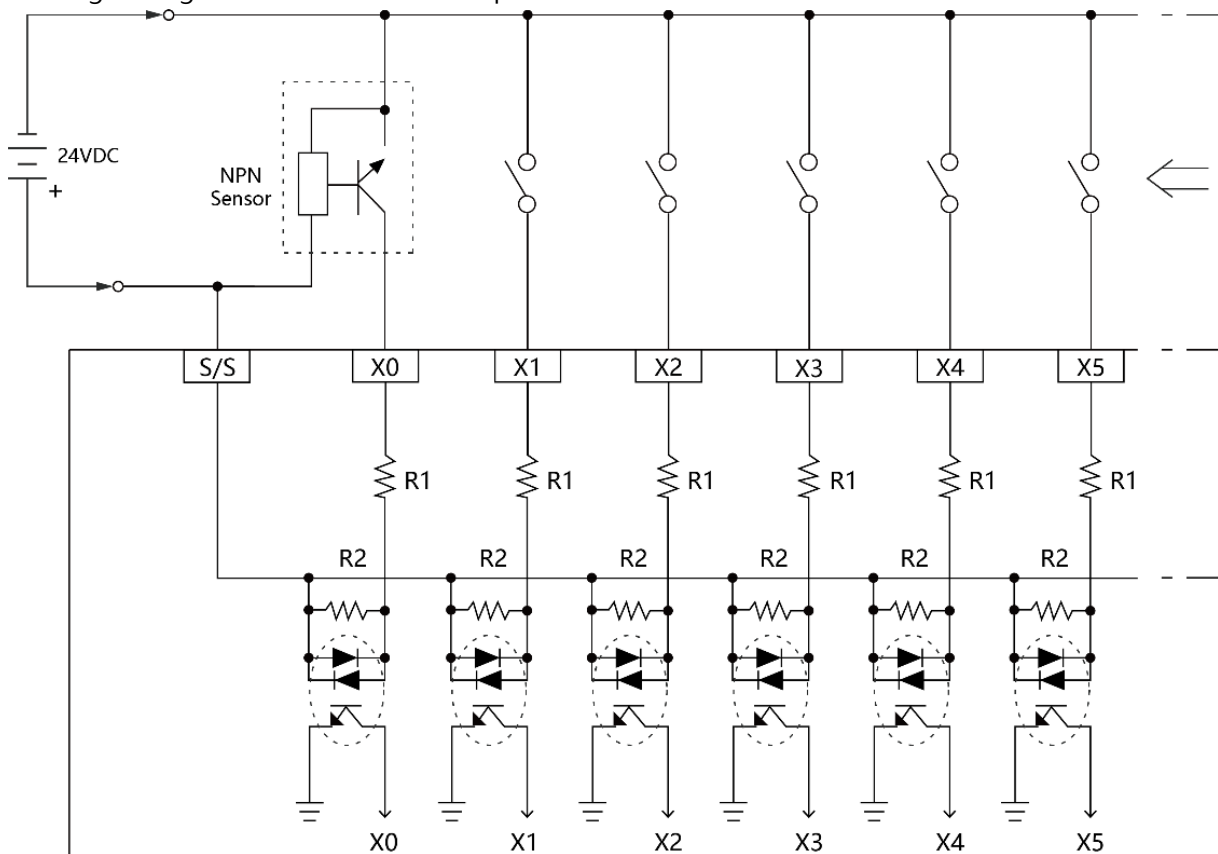 24VDC
+
NPN
Sensor
S/S X0 X1 X2 X3 X4 X5
R1 R1 R1 R1 R1 R1
R2 R2 R2 R2 R2 R2
X0 X1 X2 X3 X4 X5